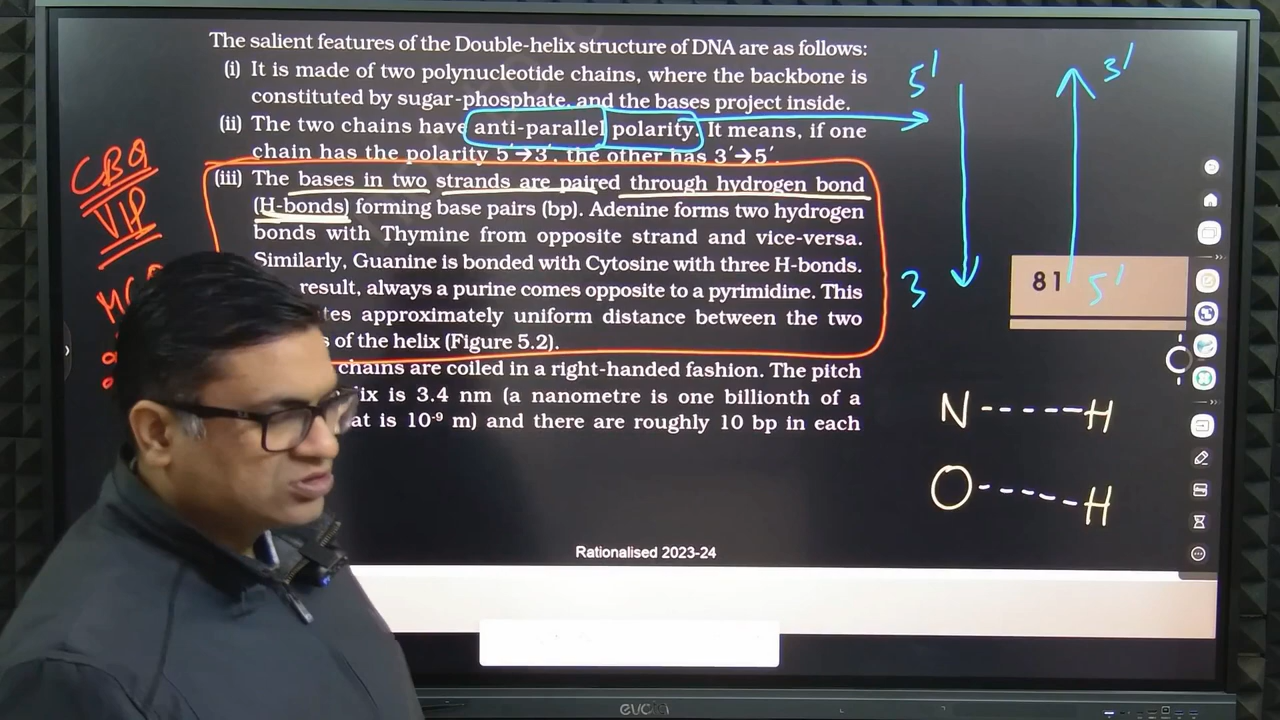 The salient features of the Double-helix structure of DNA are as follows:
(i) It is made of two polynucleotide chains, where the backbone is
constituted by sugar-phosphate, and the bases project inside.
(ii) The two chains have anti-parallel polarity. It means, if one
chain has the polarity 5′→3′, the other has 3′→5′.
(iii) The bases in two strands are paired through hydrogen bond
(H-bonds) forming base pairs (bp). Adenine forms two hydrogen
bonds with Thymine from opposite strand and vice-versa.
Similarly, Guanine is bonded with Cytosine with three H-bonds.
result, always a purine comes opposite to a pyrimidine. This
approximately uniform distance between the two
of the helix (Figure 5.2).
chains are coiled in a right-handed fashion. The pitch
is 3.4 nm (a nanometre is one billionth of a
10⁻⁹ m) and there are roughly 10 bp in each
Rationalised 2023-24
CBQ
VIP
5'
3
3'
5'
81
N-----H
O-----H